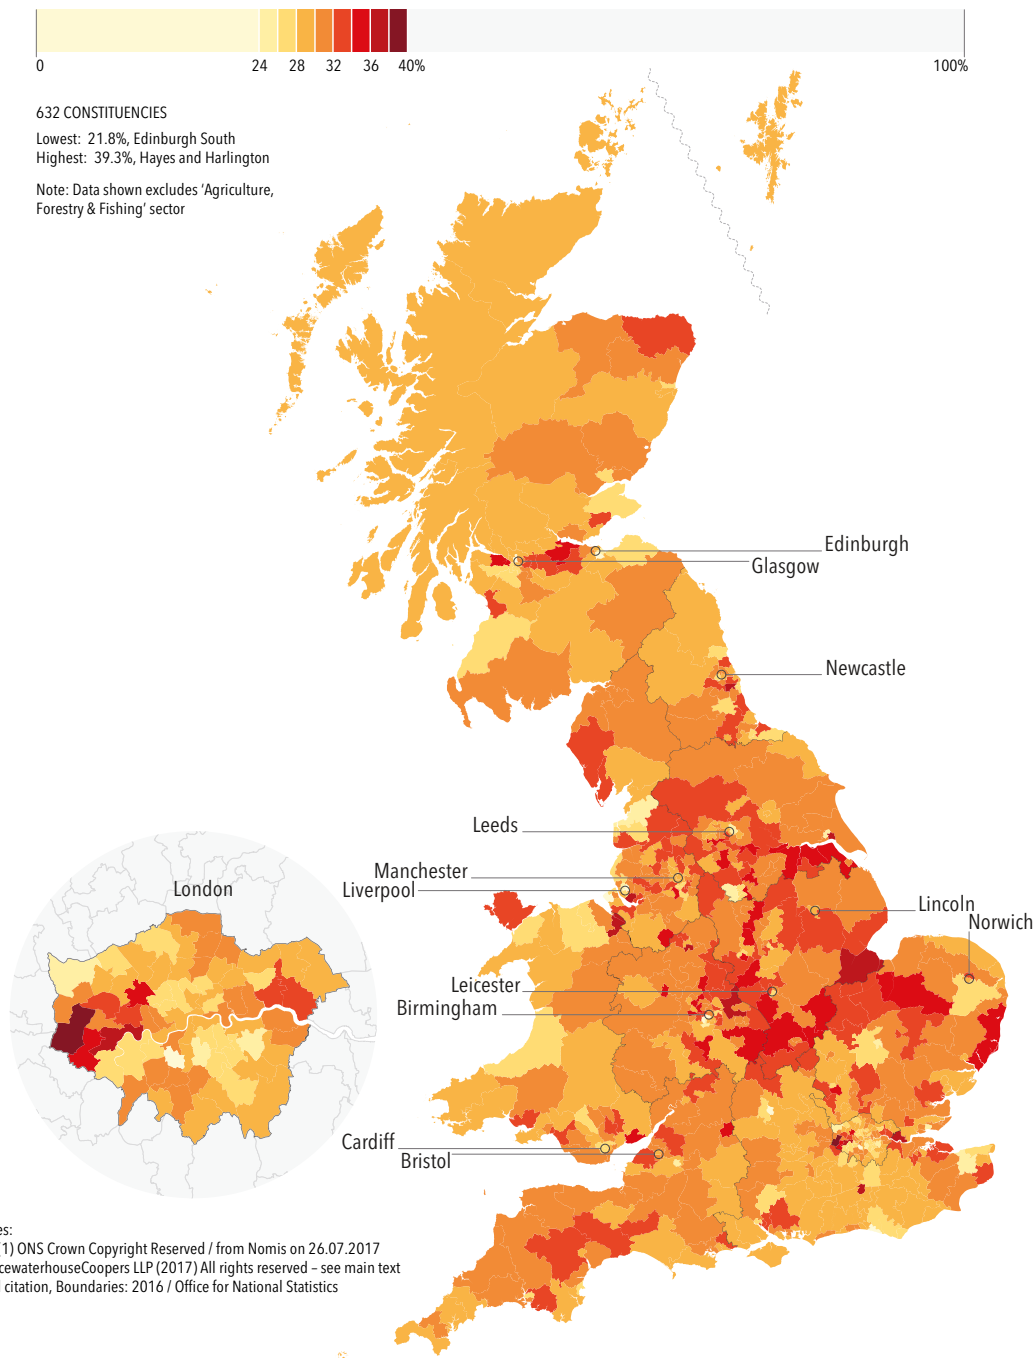 0 24 28 32 36 40% 100%
632 CONSTITUENCIES
Lowest: 21.8%, Edinburgh South
Highest: 39.3%, Hayes and Harlington
Note: Data shown excludes ‘Agriculture,
Forestry & Fishing’ sector
Edinburgh
Glasgow
Newcastle
Leeds
Manchester
Liverpool
London
Lincoln
Norwich
Leicester
Birmingham
Cardiff
Bristol
es:
(1) ONS Crown Copyright Reserved / from Nomis on 26.07.2017
cewaterhouseCoopers LLP (2017) All rights reserved – see main text
l citation, Boundaries: 2016 / Office for National Statistics